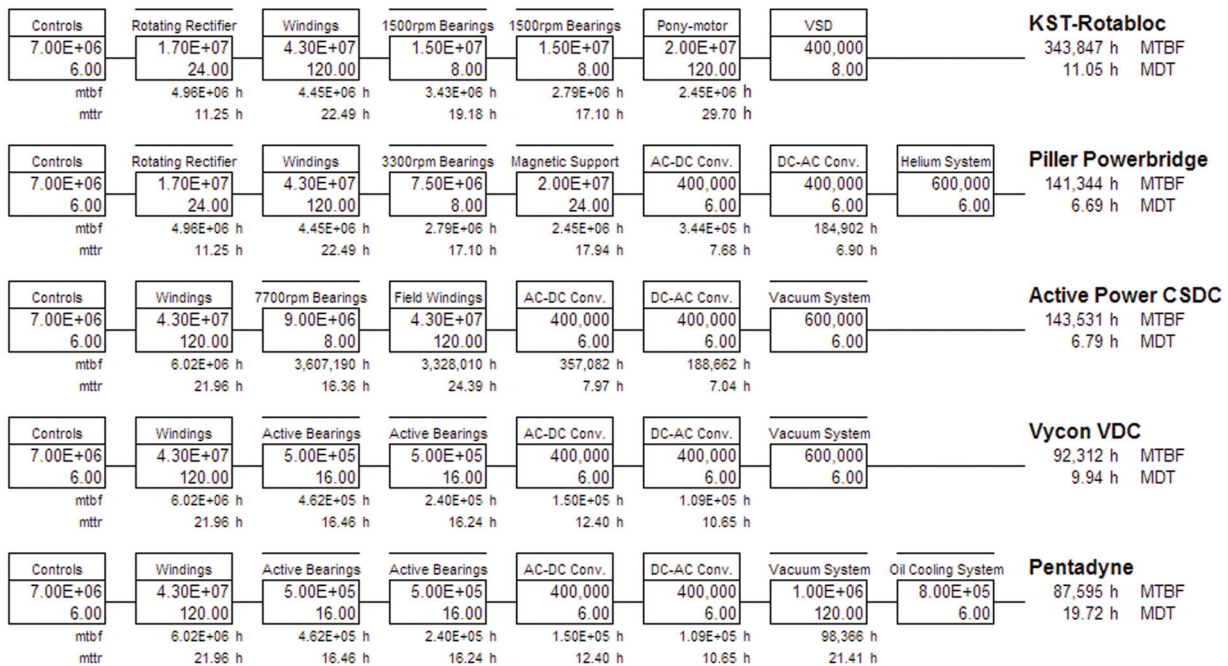 Controls Rotating Rectifier Windings 1500rpm Bearings 1500rpm Bearings Pony-motor VSD KST-Rotabloc
7.00E+06 1.70E+07 4.30E+07 1.50E+07 1.50E+07 2.00E+07 400,000 343,847 h MTBF
6.00 24.00 120.00 8.00 8.00 120.00 8.00 11.05 h MDT
mtbf 4.96E+06 h 4.45E+06 h 3.43E+06 h 2.79E+06 h 2.45E+06 h
mttr 11.25 h 22.49 h 19.18 h 17.10 h 29.70 h
Controls Rotating Rectifier Windings 3300rpm Bearings Magnetic Support AC-DC Conv. DC-AC Conv. Helium System Piller Powerbridge
7.00E+06 1.70E+07 4.30E+07 7.50E+06 2.00E+07 400,000 400,000 600,000 141,344 h MTBF
6.00 24.00 120.00 8.00 24.00 6.00 6.00 6.00 6.69 h MDT
mtbf 4.96E+06 h 4.45E+06 h 2.79E+06 h 2.45E+06 h 3.44E+05 h 184,902 h
mttr 11.25 h 22.49 h 17.10 h 17.94 h 7.68 h 6.90 h
Controls Windings 7700rpm Bearings Field Windings AC-DC Conv. DC-AC Conv. Vacuum System Active Power CSDC
7.00E+06 4.30E+07 9.00E+06 4.30E+07 400,000 400,000 600,000 143,531 h MTBF
6.00 120.00 8.00 120.00 6.00 6.00 6.00 6.79 h MDT
mtbf 6.02E+06 h 3,607,190 h 3,328,010 h 357,082 h 188,662 h
mttr 21.96 h 16.36 h 24.39 h 7.97 h 7.04 h
Controls Windings Active Bearings Active Bearings AC-DC Conv. DC-AC Conv. Vacuum System Vycon VDC
7.00E+06 4.30E+07 5.00E+05 5.00E+05 400,000 400,000 600,000 92,312 h MTBF
6.00 120.00 16.00 16.00 6.00 6.00 6.00 9.94 h MDT
mtbf 6.02E+06 h 4.62E+05 h 2.40E+05 h 1.50E+05 h 1.09E+05 h
mttr 21.96 h 16.46 h 16.24 h 12.40 h 10.65 h
Controls Windings Active Bearings Active Bearings AC-DC Conv. DC-AC Conv. Vacuum System Oil Cooling System Pentadyne
7.00E+06 4.30E+07 5.00E+05 5.00E+05 400,000 400,000 1.00E+06 8.00E+05 87,595 h MTBF
6.00 120.00 16.00 16.00 6.00 6.00 120.00 6.00 19.72 h MDT
mtbf 6.02E+06 h 4.62E+05 h 2.40E+05 h 1.50E+05 h 1.09E+05 h 98,366 h
mttr 21.96 h 16.46 h 16.24 h 12.40 h 10.65 h 21.41 h